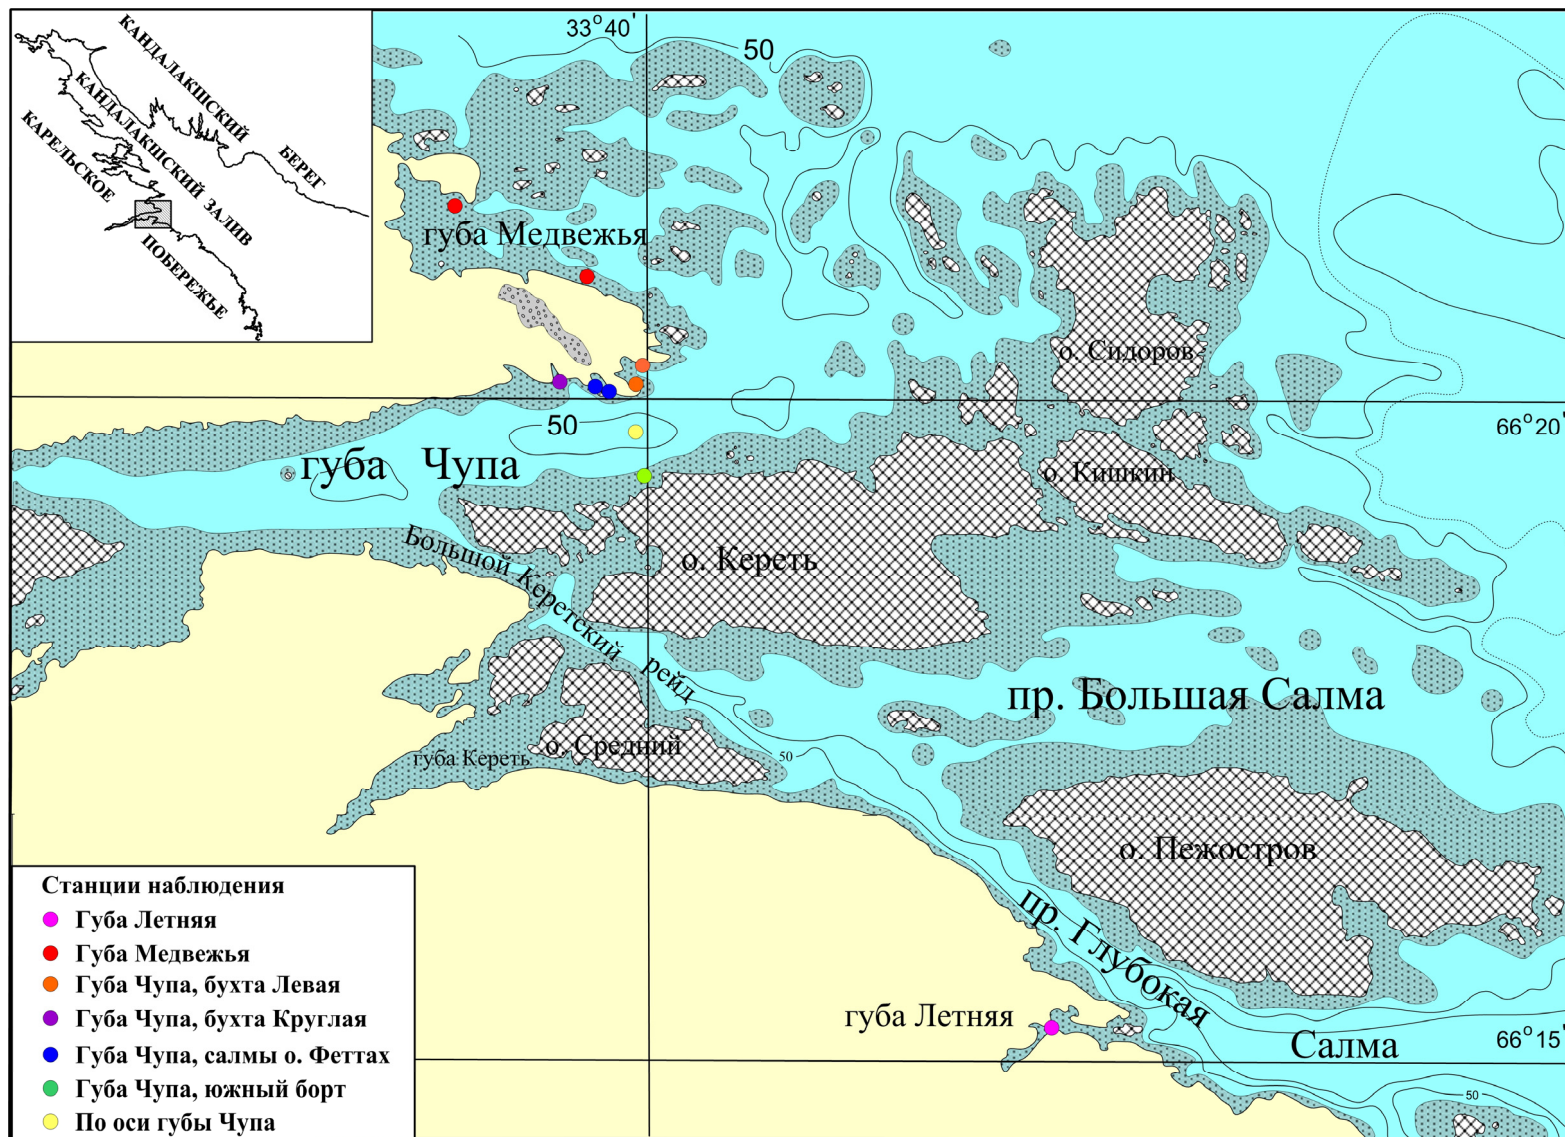 33°40'
50
КАНДАЛАКШСКИЙ
БЕРЕГ
КАНДАЛАКШСКИЙ ЗАЛИВ
КАРЕЛЬСКОЕ
ПОБЕРЕЖЬЕ
губа Медвежья
о. Сидоров
66°20'
50
губа Чупа
о. Кишкин
Большой Керетский рейд
о. Кереть
пр. Большая Салма
о. Средний
губа Кереть
50
о. Пежостров
пр. Глубокая
Салма
губа Летняя
66°15'
50
Станции наблюдения
Губа Летняя
Губа Медвежья
Губа Чупа, бухта Левая
Губа Чупа, бухта Круглая
Губа Чупа, салмы о. Феттах
Губа Чупа, южный борт
По оси губы Чупа